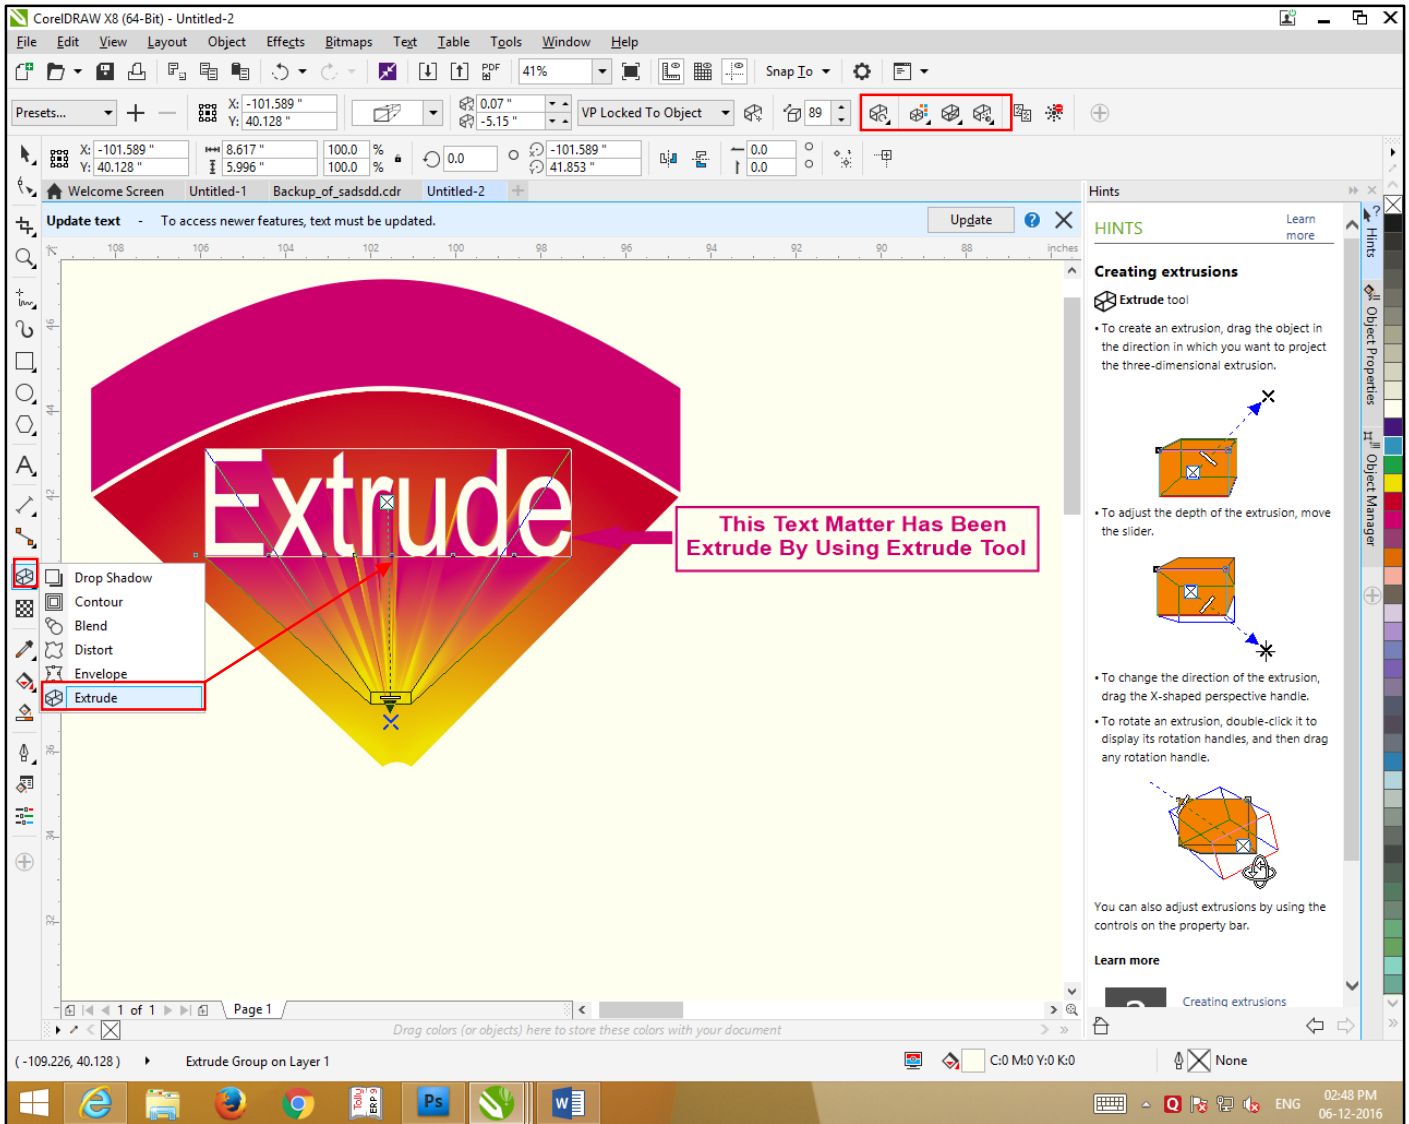 CorelDRAW X8 (64-Bit) - Untitled-2
File Edit View Layout Object Effects Bitmaps Text Table Tools Window Help
PDF 41% Snap To
Presets... X: -101.589 " 0.07 " VP Locked To Object 89
Y: 40.128 " -5.15 "
X: -101.589 " 8.617 " 100.0 % 0.0 -101.589 " 0.0
Y: 40.128 " 5.996 " 100.0 % 41.853 " 0.0
Welcome Screen Untitled-1 Backup_of_sadsdd.cdr Untitled-2
Update text - To access newer features, text must be updated. Update
108 106 104 102 100 98 96 94 92 90 88 inches
46
44
42
36
34
32
Extrude
This Text Matter Has Been
Extrude By Using Extrude Tool
Drop Shadow
Contour
Blend
Distort
Envelope
Extrude
Hints
HINTS
Learn
more
Creating extrusions
Extrude tool
• To create an extrusion, drag the object in
the direction in which you want to project
the three-dimensional extrusion.
• To adjust the depth of the extrusion, move
the slider.
• To change the direction of the extrusion,
drag the X-shaped perspective handle.
• To rotate an extrusion, double-click it to
display its rotation handles, and then drag
any rotation handle.
You can also adjust extrusions by using the
controls on the property bar.
Learn more
Creating extrusions
Hints
Object Properties
Object Manager
1 of 1 Page 1
Drag colors (or objects) here to store these colors with your document
( -109.226, 40.128 ) Extrude Group on Layer 1 C:0 M:0 Y:0 K:0 None
Tally
ERP 9
Ps
W
Q
ENG
02:48 PM
06-12-2016